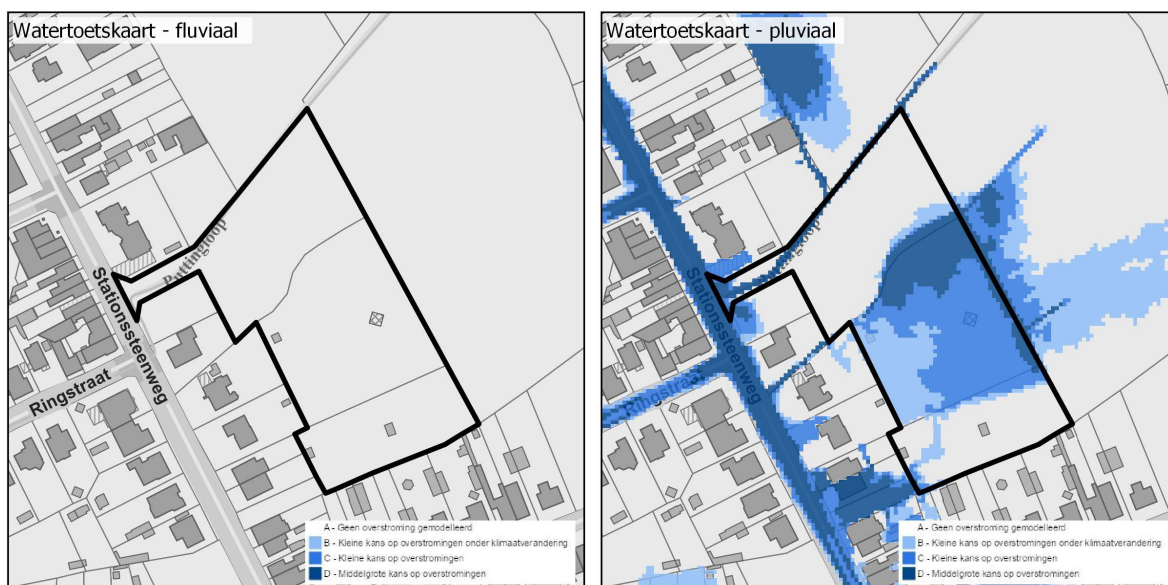 Watertoetskaart - fluviaal
Puttingloop
Stationssteenweg
Ringstraat
A - Geen overstroming gemodelleerd
B - Kleine kans op overstromingen onder klimaatverandering
C - Kleine kans op overstromingen
D - Middelgrote kans op overstromingen
Watertoetskaart - pluviaal
Stationssteenweg
Ringstraat
A - Geen overstroming gemodelleerd
B - Kleine kans op overstromingen onder klimaatverandering
C - Kleine kans op overstromingen
D - Middelgrote kans op overstromingen